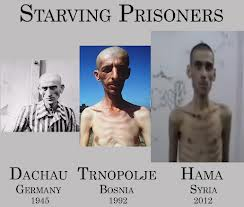 STARVING PRISONERS
DACHAU TRNOPOLJE HAMA
GERMANY BOSNIA SYRIA
1945 1992 2012